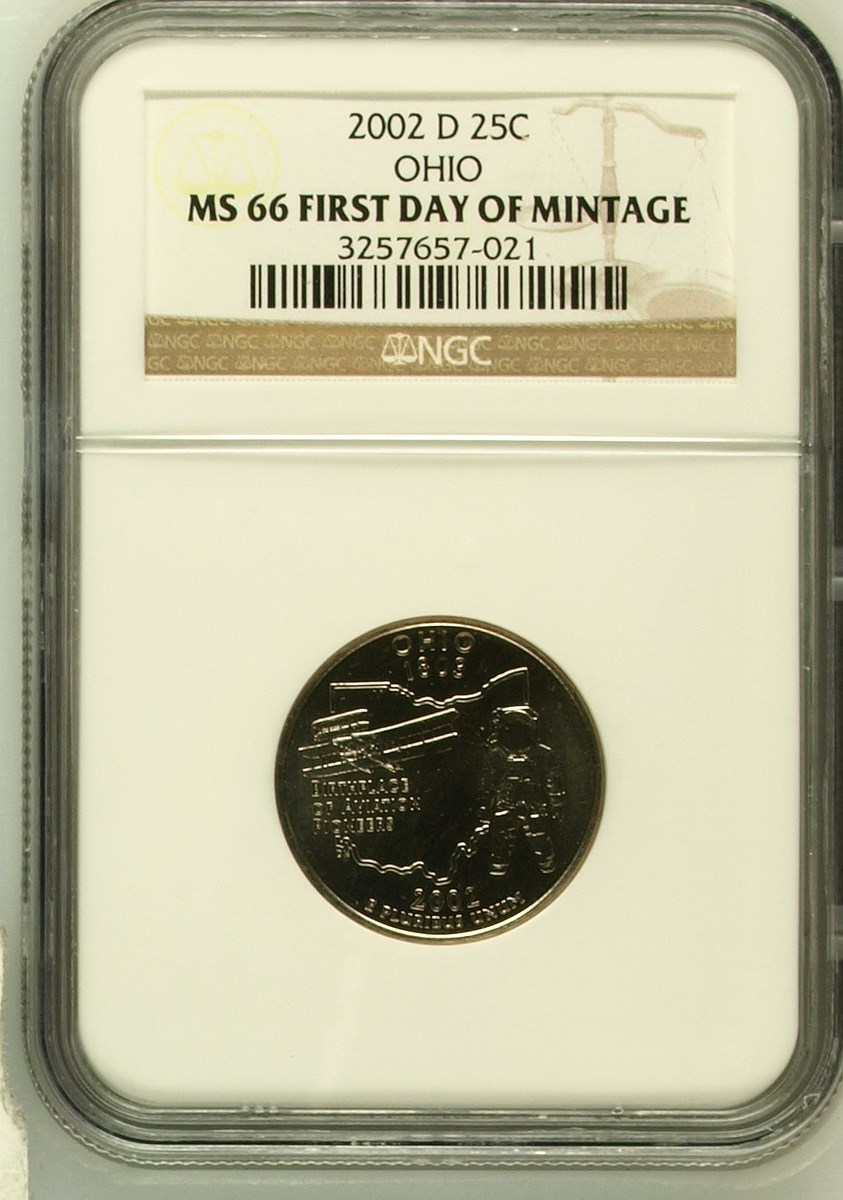 2002 D 25C
OHIO
MS 66 FIRST DAY OF MINTAGE
3257657-021
NGC
OHIO
1803
BIRTHPLACE
OF AVIATION
PIONEERS
2002
E PLURIBUS UNUM